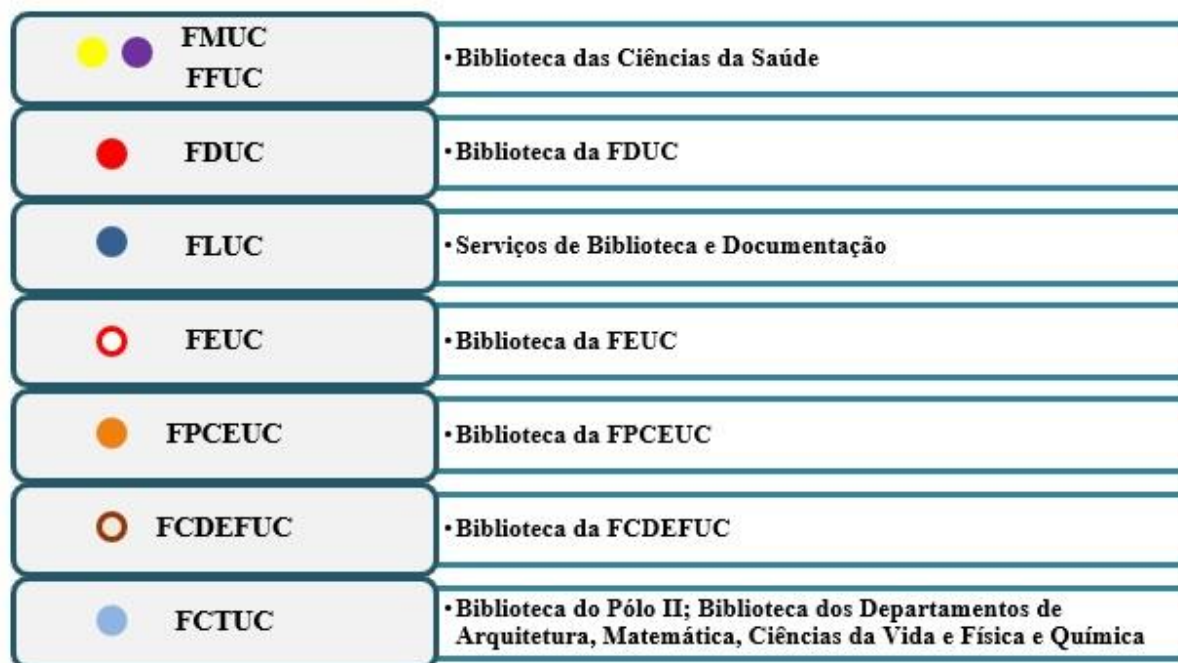 FMUC
FFUC
•Biblioteca das Ciências da Saúde
FDUC
•Biblioteca da FDUC
FLUC
•Serviços de Biblioteca e Documentação
FEUC
•Biblioteca da FEUC
FPCEUC
•Biblioteca da FPCEUC
FCDEFUC
•Biblioteca da FCDEFUC
FCTUC
•Biblioteca do Pólo II; Biblioteca dos Departamentos de
Arquitetura, Matemática, Ciências da Vida e Física e Química